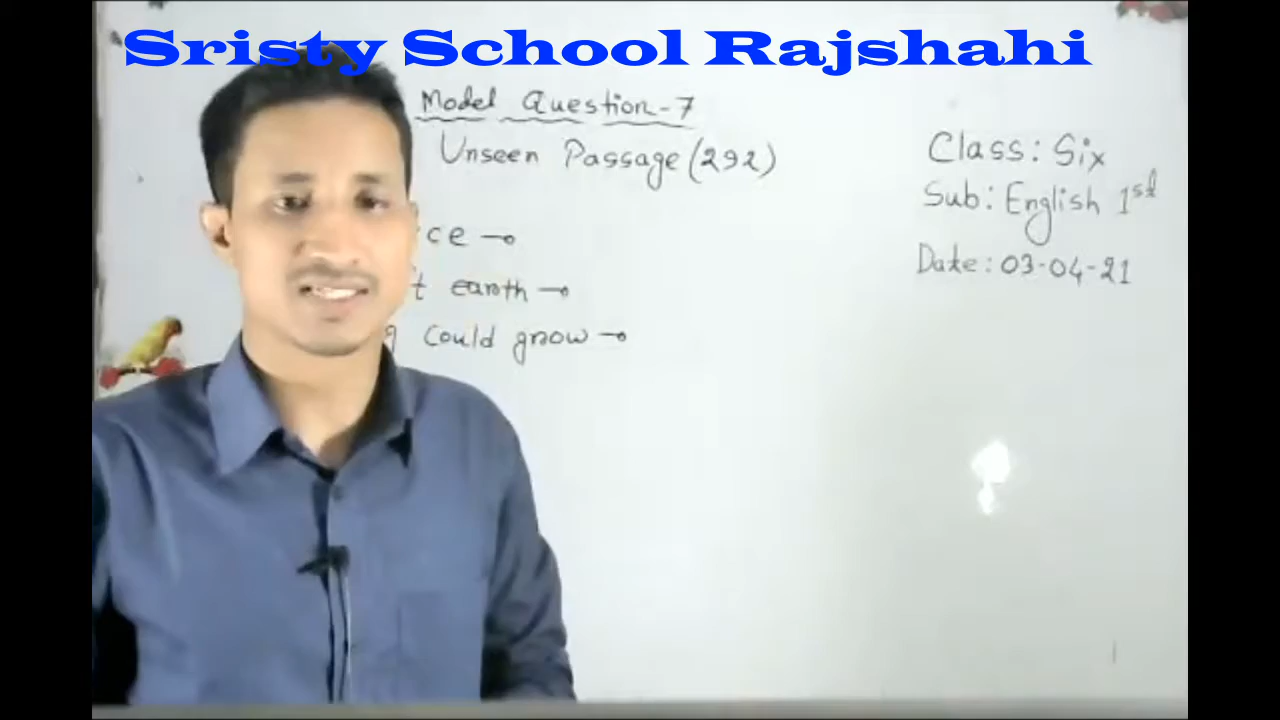 Sristy School Rajshahi
Model Question-7
Unseen Passage (292)
ce
t earth
g could grow
Class: Six
Sub: English 1st
Date: 03-04-21